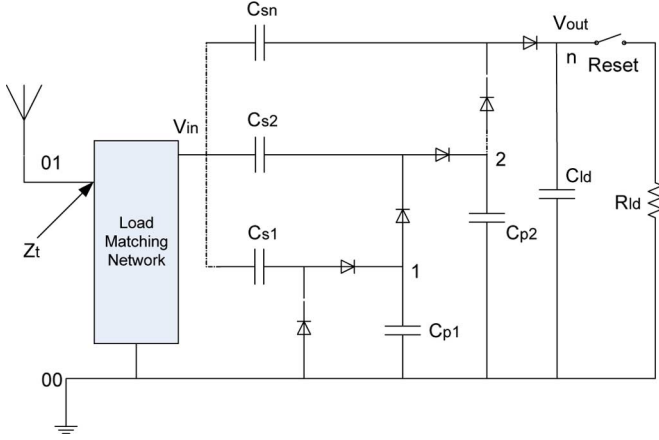 Csn
Vout
n
Reset
Vin
Cs2
01
2
Cld
Rld
Load
Matching
Network
Zt
Cs1
Cp2
1
Cp1
00